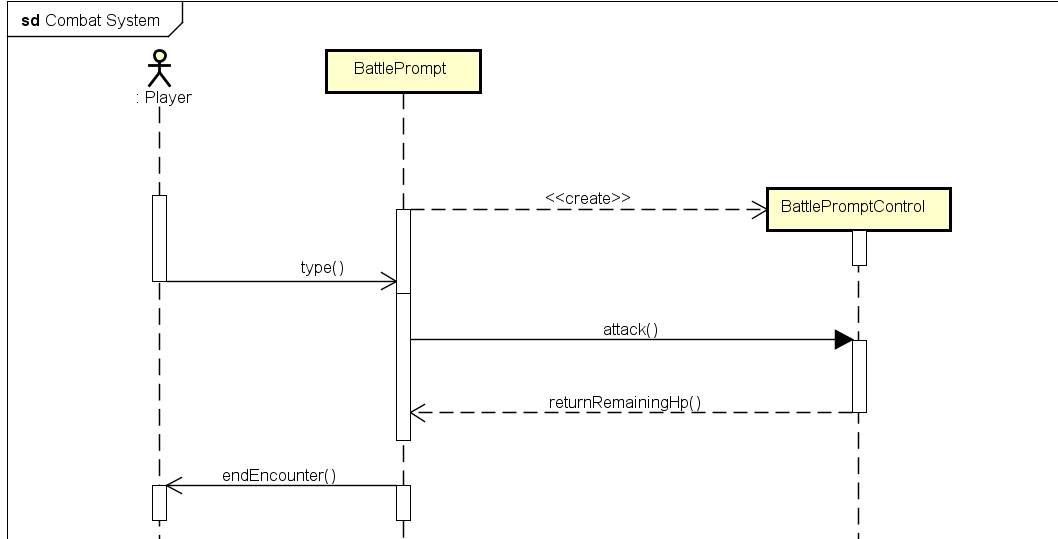 sd Combat System
: Player
BattlePrompt
<<create>>
BattlePromptControl
type()
attack()
returnRemainingHp()
endEncounter()